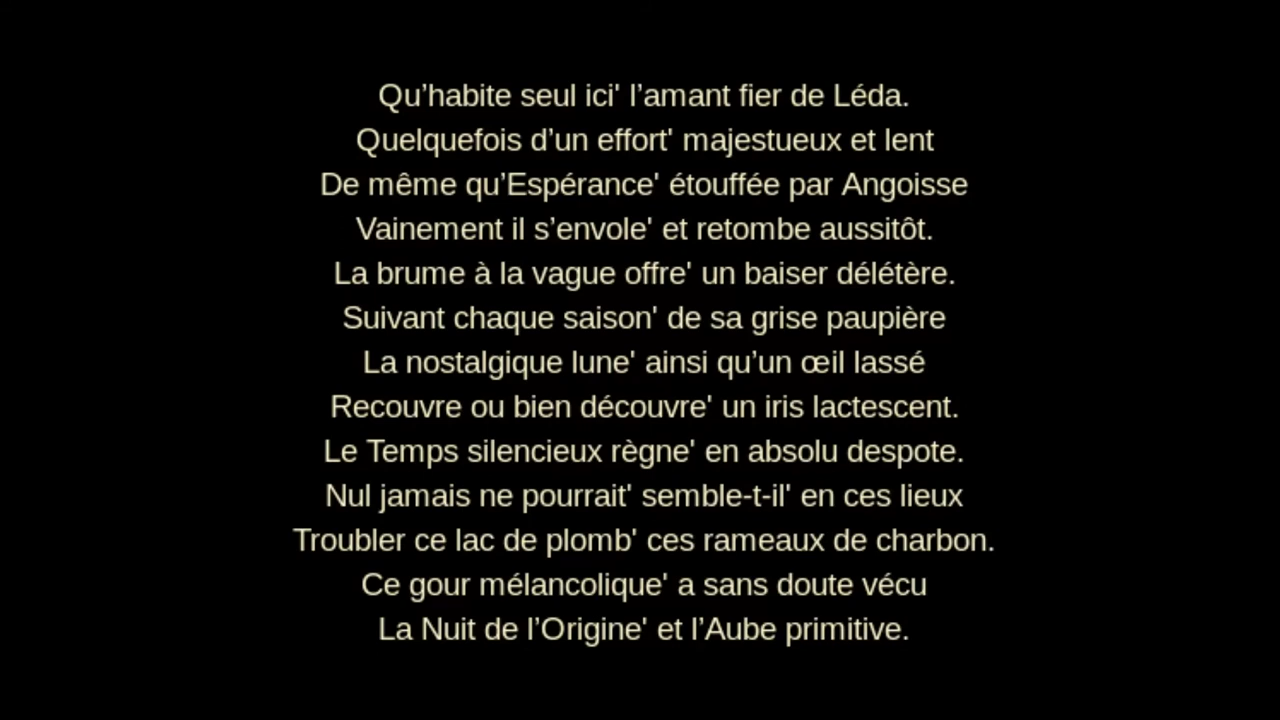 Qu’habite seul ici' l’amant fier de Léda.
Quelquefois d’un effort' majestueux et lent
De même qu’Espérance' étouffée par Angoisse
Vainement il s’envole' et retombe aussitôt.
La brume à la vague offre' un baiser délétère.
Suivant chaque saison' de sa grise paupière
La nostalgique lune' ainsi qu’un œil lassé
Recouvre ou bien découvre' un iris lactescent.
Le Temps silencieux règne' en absolu despote.
Nul jamais ne pourrait' semble-t-il' en ces lieux
Troubler ce lac de plomb' ces rameaux de charbon.
Ce gour mélancolique' a sans doute vécu
La Nuit de l’Origine' et l’Aube primitive.